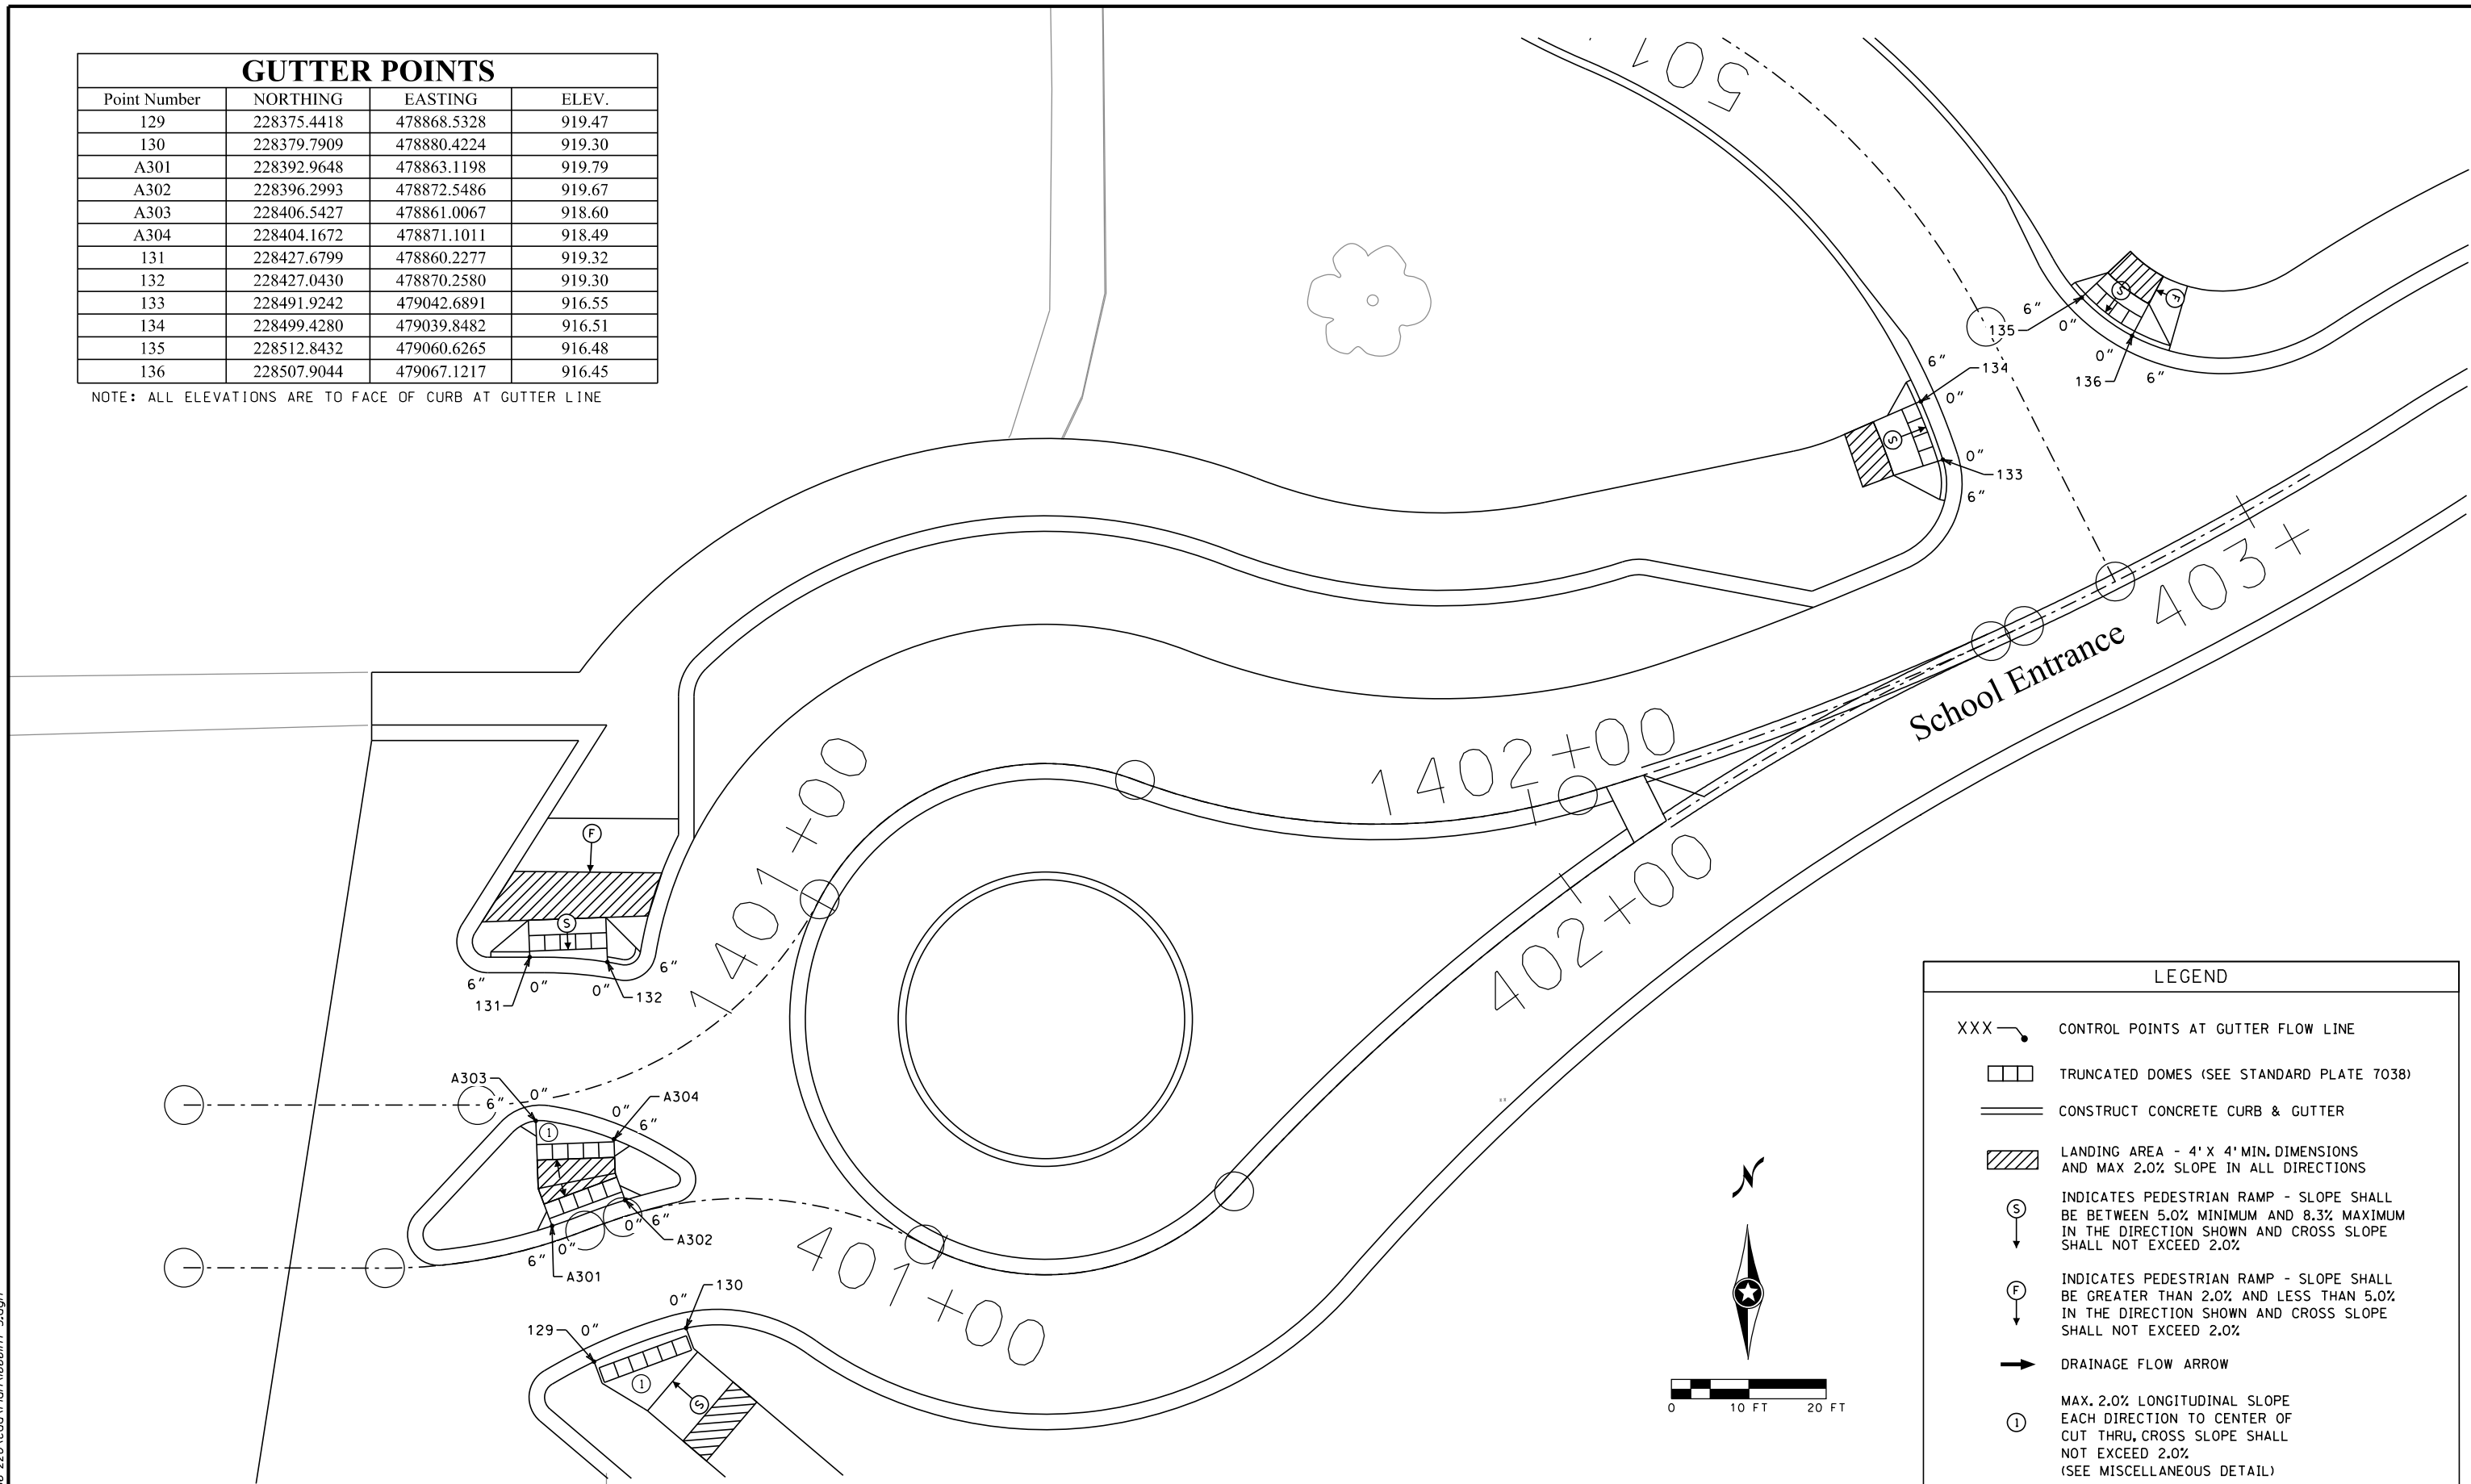 GUTTER POINTS
Point Number NORTHING EASTING ELEV.
129 228375.4418 478868.5328 919.47
130 228379.7909 478880.4224 919.30
A301 228392.9648 478863.1198 919.79
A302 228396.2993 478872.5486 919.67
A303 228406.5427 478861.0067 918.60
A304 228404.1672 478871.1011 918.49
131 228427.6799 478860.2277 919.32
132 228427.0430 478870.2580 919.30
133 228491.9242 479042.6891 916.55
134 228499.4280 479039.8482 916.51
135 228512.8432 479060.6265 916.48
136 228507.9044 479067.1217 916.45
NOTE: ALL ELEVATIONS ARE TO FACE OF CURB AT GUTTER LINE
501
S
F
6"
135
0"
0"
136
6"
6"
134
0"
S
0"
133
6"
403+
School Entrance
1402+00
402+00
1401+00
F
S
6"
6"
0"
0"
131
132
A303
0"
6"
0"
A304
6"
1
0"
6"
A302
0"
6"
A301
401+00
130
0"
129
0"
1
S
N
0 10 FT 20 FT
LEGEND
XXX CONTROL POINTS AT GUTTER FLOW LINE
TRUNCATED DOMES (SEE STANDARD PLATE 7038)
CONSTRUCT CONCRETE CURB & GUTTER
LANDING AREA - 4' X 4' MIN. DIMENSIONS
AND MAX 2.0% SLOPE IN ALL DIRECTIONS
S
INDICATES PEDESTRIAN RAMP - SLOPE SHALL
BE BETWEEN 5.0% MINIMUM AND 8.3% MAXIMUM
IN THE DIRECTION SHOWN AND CROSS SLOPE
SHALL NOT EXCEED 2.0%
F
INDICATES PEDESTRIAN RAMP - SLOPE SHALL
BE GREATER THAN 2.0% AND LESS THAN 5.0%
IN THE DIRECTION SHOWN AND CROSS SLOPE
SHALL NOT EXCEED 2.0%
DRAINAGE FLOW ARROW
1
MAX. 2.0% LONGITUDINAL SLOPE
EACH DIRECTION TO CENTER OF
CUT THRU, CROSS SLOPE SHALL
NOT EXCEED 2.0%
(SEE MISCELLANEOUS DETAIL)